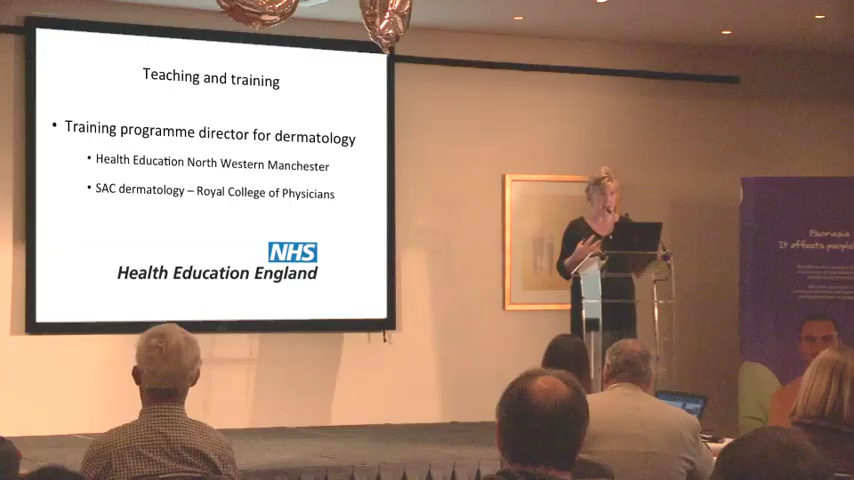 Teaching and training
• Training programme director for dermatology
• Health Education North Western Manchester
• SAC dermatology – Royal College of Physicians
NHS
Health Education England
Psoriasis
It affects people